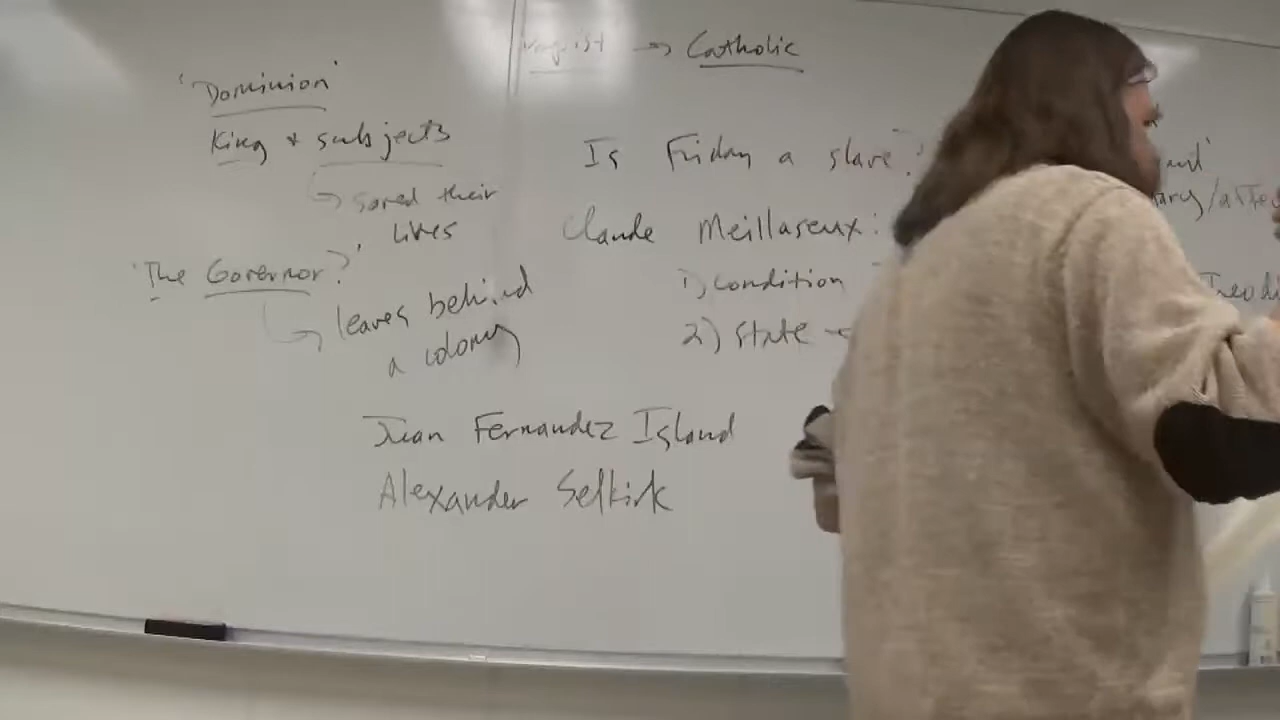 'Dominion'
King + subjects
↳ saved their
lives
'The Governor?'
↳ leaves behind
a colony
→ Catholic
Is Friday a slave?
Claude Meillaseux:
1) condition
2) state
Juan Fernandez Island
Alexander Selkirk